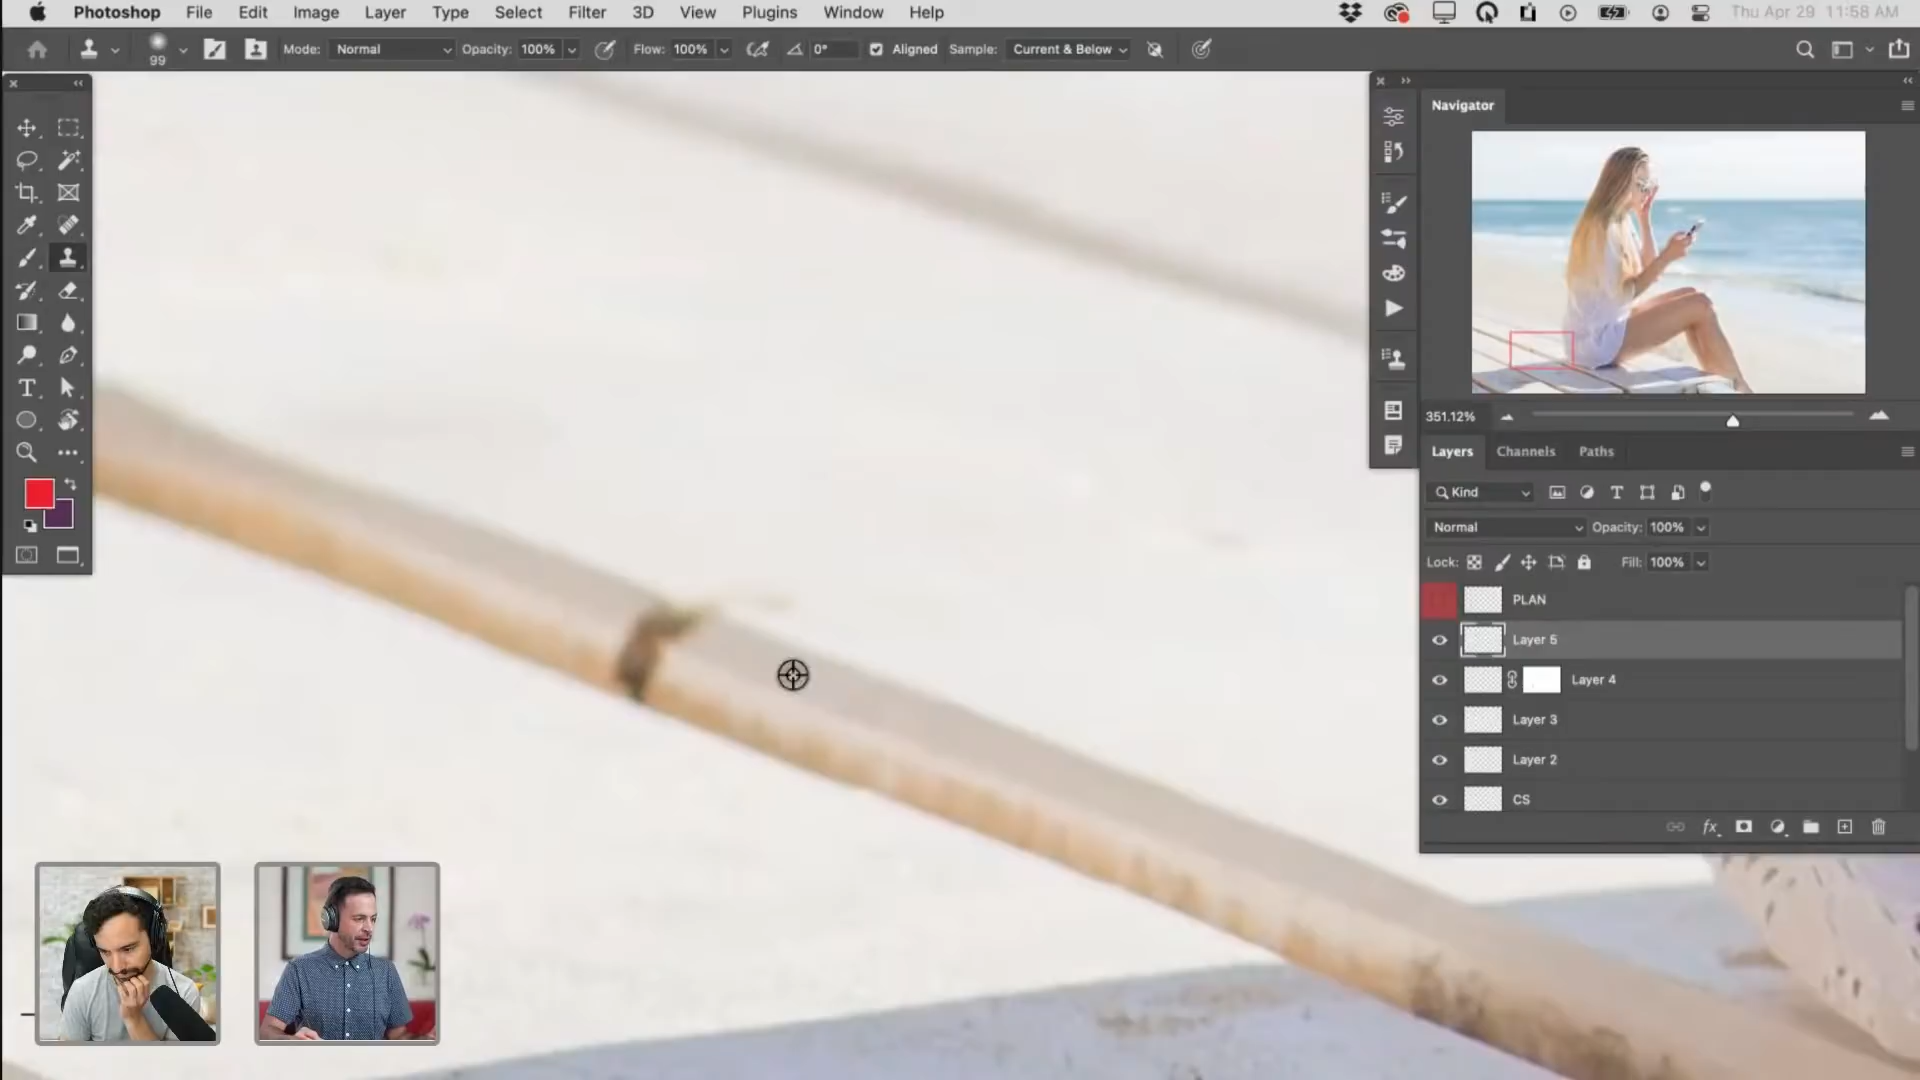 Photoshop File Edit Image Layer Type Select Filter 3D View Plugins Window Help Thu Apr 29 11:58 AM
99 Mode: Normal Opacity: 100% Flow: 100% 0° Aligned Sample: Current & Below
Navigator
351.12%
Layers Channels Paths
Kind
Normal Opacity: 100%
Lock: Fill: 100%
PLAN
Layer 5
Layer 4
Layer 3
Layer 2
CS